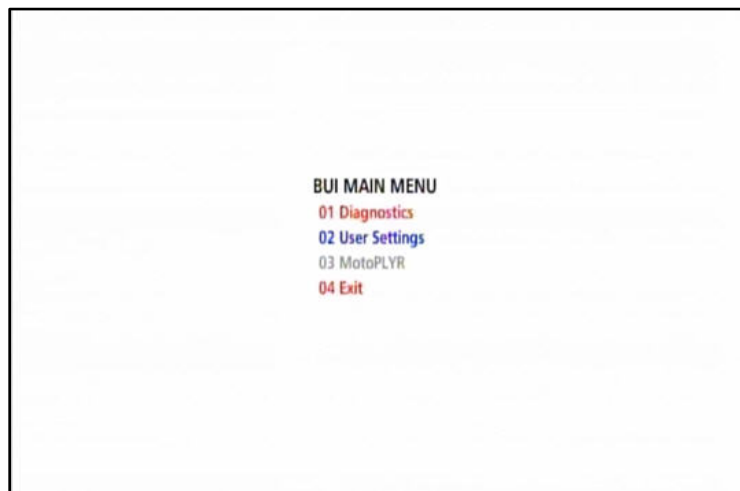 BUI MAIN MENU
01 Diagnostics
02 User Settings
03 MotoPLYR
04 Exit